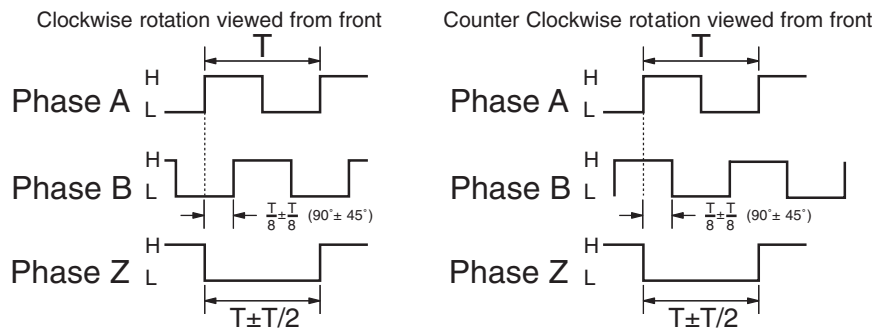 Clockwise rotation viewed from front
T
H
Phase A L
H
Phase B L
T/8±T/8 (90˚± 45˚)
H
Phase Z L
T±T/2
Counter Clockwise rotation viewed from front
T
H
Phase A L
H
Phase B L
T/8±T/8 (90˚± 45˚)
H
Phase Z L
T±T/2